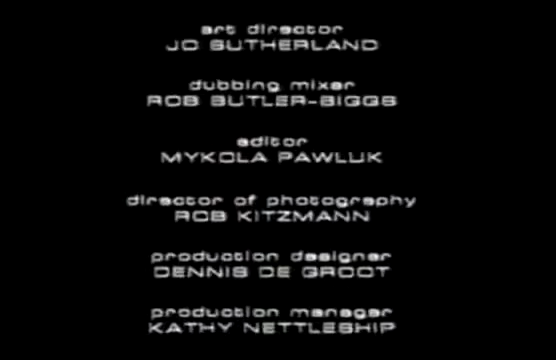 art director
JO SUTHERLAND
dubbing mixer
ROB BUTLER-BIGGS
editor
MYKOLA PAWLUK
director of photography
ROB KITZMANN
production designer
DENNIS DE GROOT
production manager
KATHY NETTLESHIP